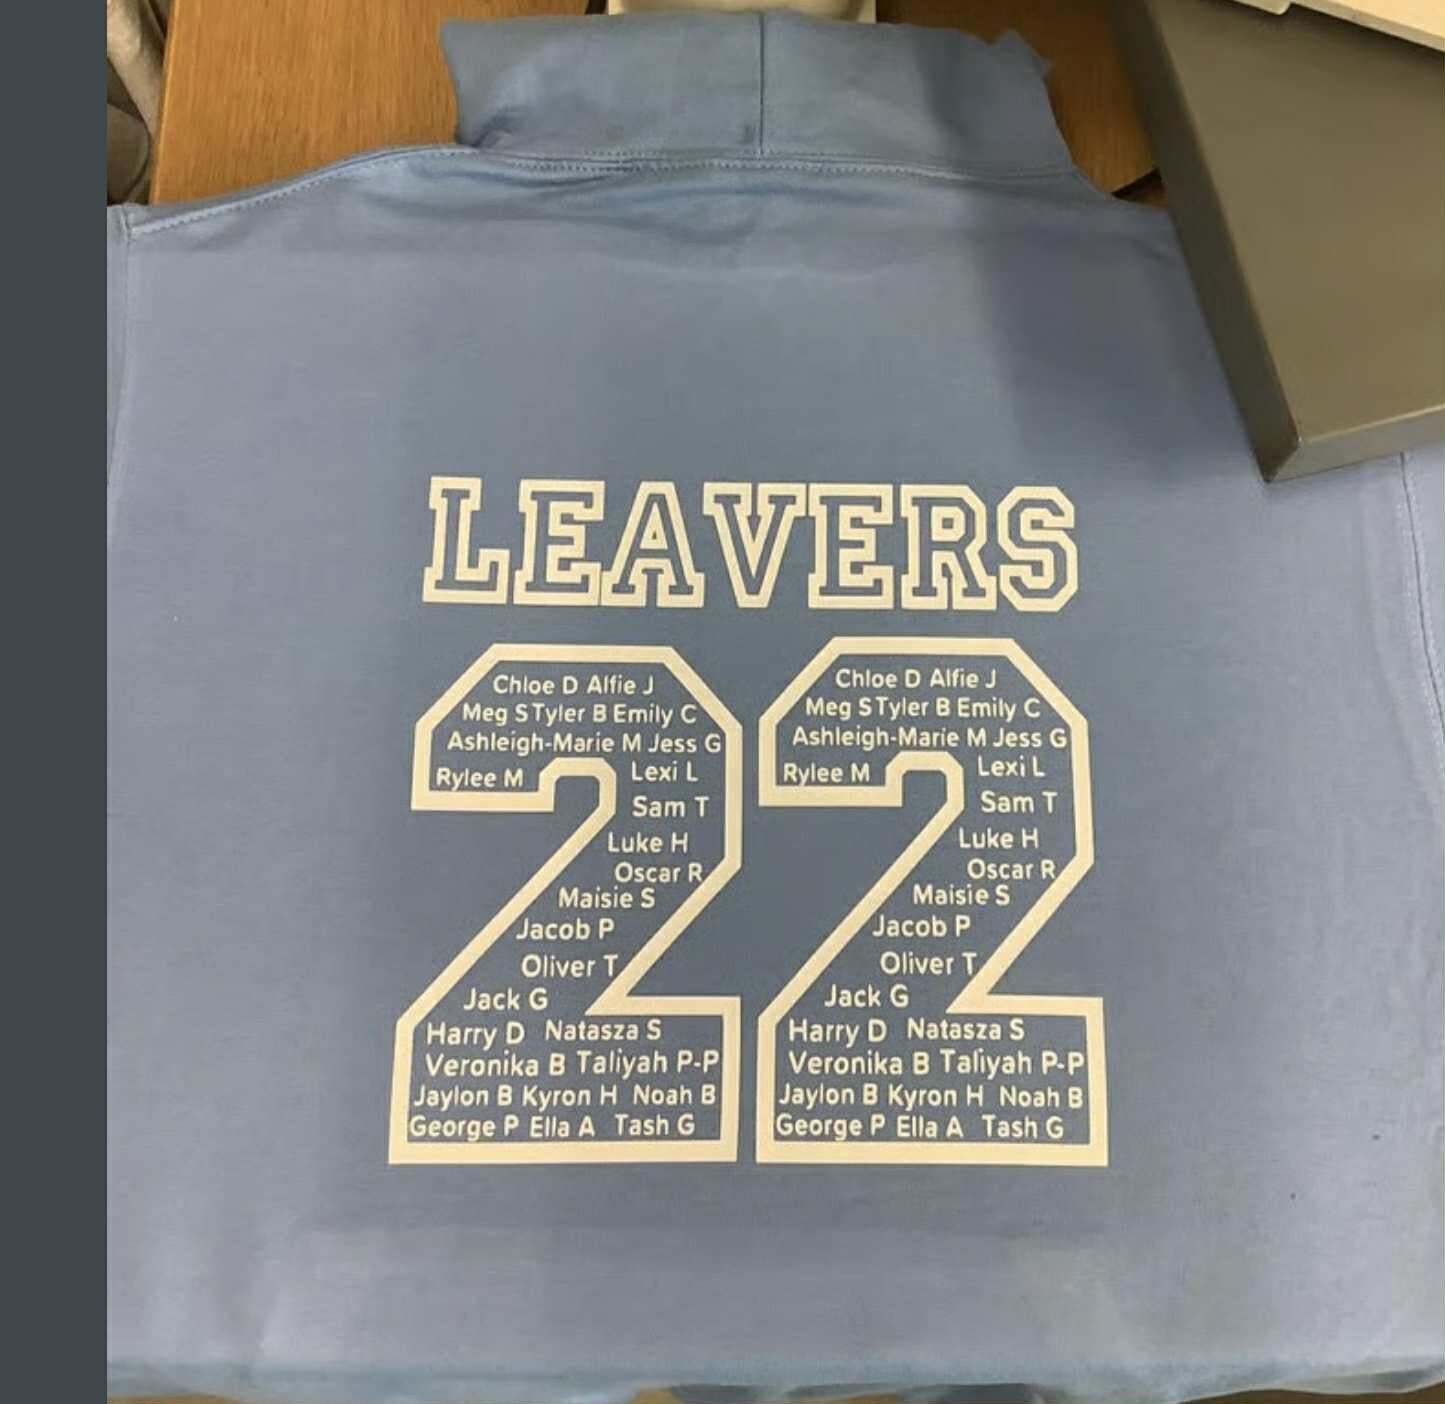 LEAVERS
22
Chloe D Alfie J
Meg S Tyler B Emily C
Ashleigh-Marie M Jess G
Rylee M Lexi L
Sam T
Luke H
Oscar R
Maisie S
Jacob P
Oliver T
Jack G
Harry D Natasza S
Veronika B Taliyah P-P
Jaylon B Kyron H Noah B
George P Ella A Tash G
Chloe D Alfie J
Meg S Tyler B Emily C
Ashleigh-Marie M Jess G
Rylee M Lexi L
Sam T
Luke H
Oscar R
Maisie S
Jacob P
Oliver T
Jack G
Harry D Natasza S
Veronika B Taliyah P-P
Jaylon B Kyron H Noah B
George P Ella A Tash G